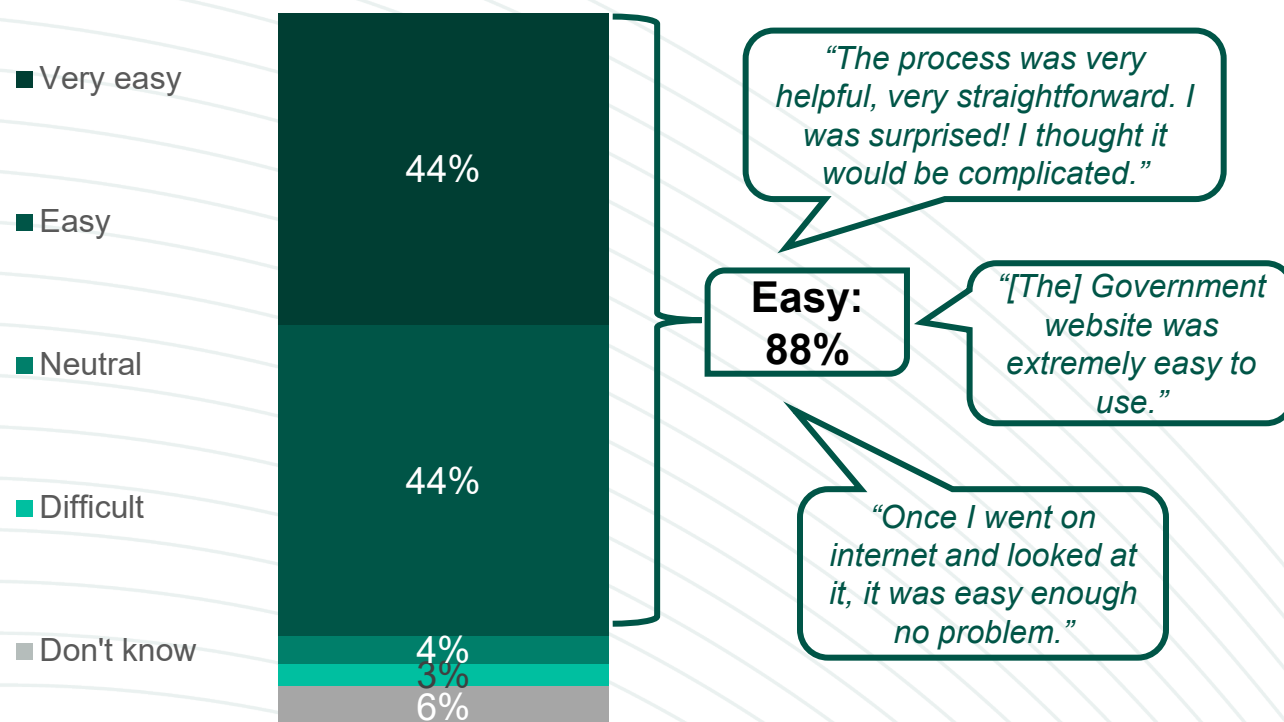 Very easy
Easy
Neutral
Difficult
Don't know
44%
44%
4%
3%
6%
Easy:
88%
“The process was very
helpful, very straightforward. I
was surprised! I thought it
would be complicated.”
“[The] Government
website was
extremely easy to
use.”
“Once I went on
internet and looked at
it, it was easy enough
no problem.”